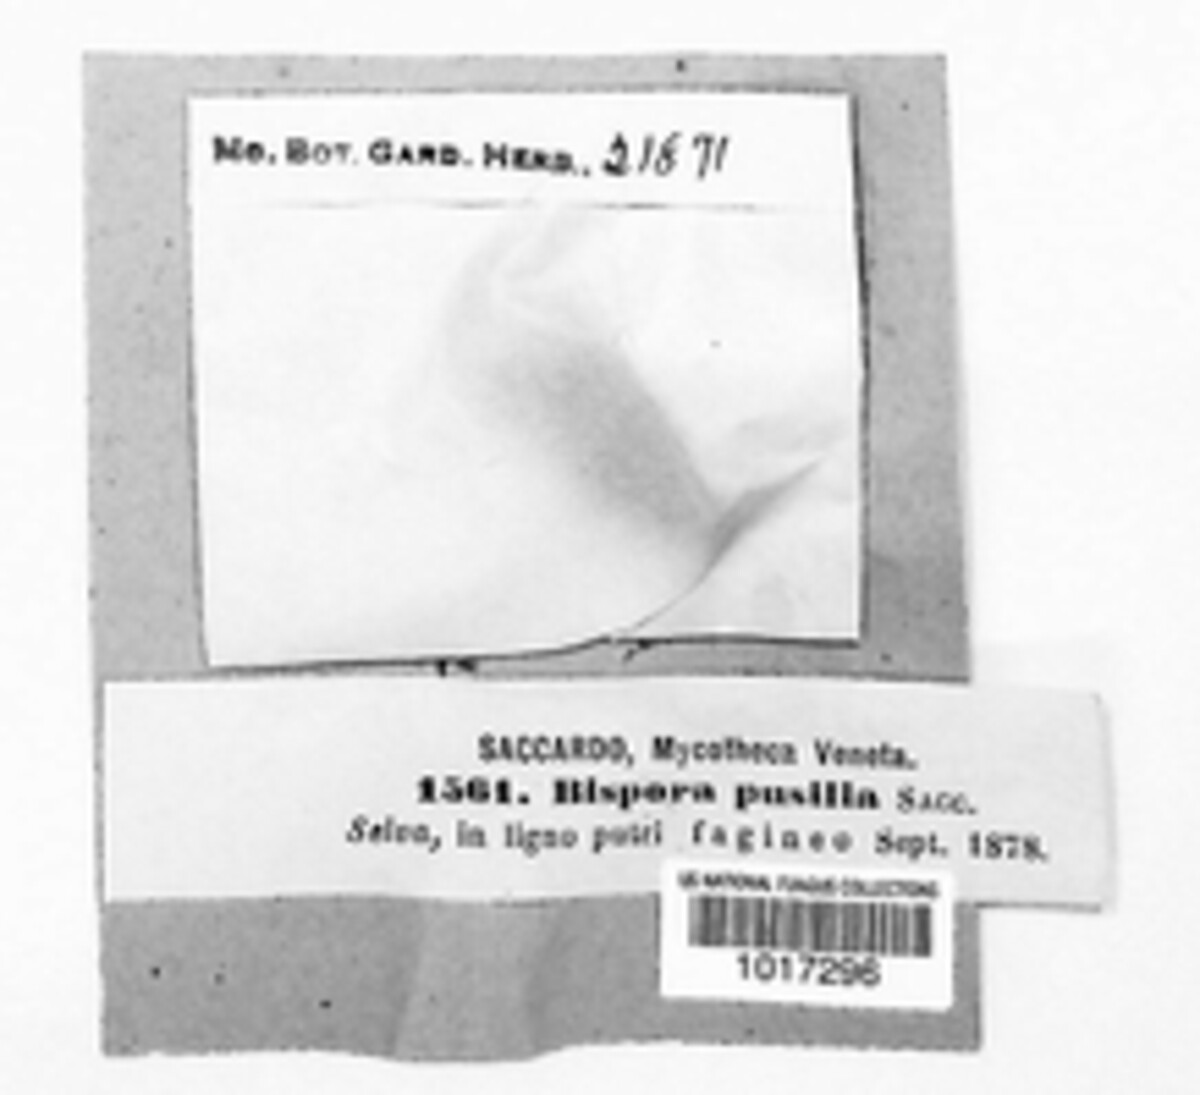 MO. BOT. GARD. HERB., 21671
SACCARDO, Mycotheca Veneta.
1561. Bispora pusilla SACC.
Selva, in ligno putri fagineo Sept. 1878.
US NATIONAL FUNGUS COLLECTIONS
1017296